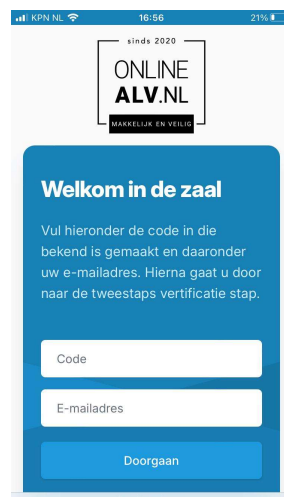 KPN NL 16:56 21%
sinds 2020
ONLINE
ALV.NL
MAKKELIJK EN VEILIG
Welkom in de zaal
Vul hieronder de code in die
bekend is gemaakt en daaronder
uw e-mailadres. Hierna gaat u door
naar de tweestaps vertificatie stap.
Code
E-mailadres
Doorgaan